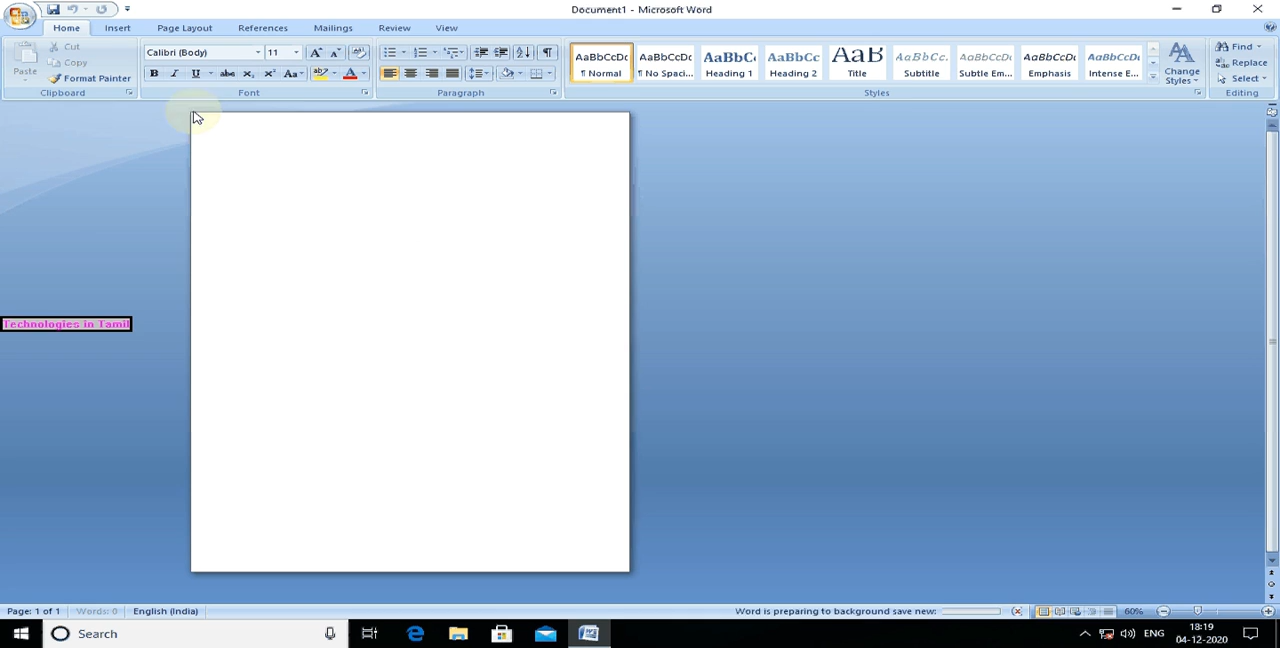 Document1 - Microsoft Word
Home Insert Page Layout References Mailings Review View
Paste
Cut
Copy
Format Painter
Clipboard
Calibri (Body) 11
Font
Paragraph
AaBbCcDc AaBbCcDc AaBbC AaBbCc AaB AaBbCc. AaBbCcDc AaBbCcDc AaBbCcDc
¶ Normal ¶ No Spaci... Heading 1 Heading 2 Title Subtitle Subtle Em... Emphasis Intense E...
Styles
Change
Styles
Find
Replace
Select
Editing
Technologies in Tamil
Page: 1 of 1 Words: 0 English (India) Word is preparing to background save new: 60%
Search
ENG
18:19
04-12-2020